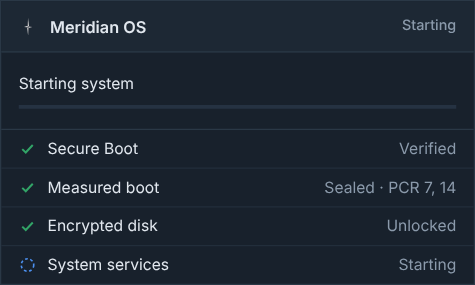 Meridian OS Starting
Starting system
Secure Boot Verified
Measured boot Sealed · PCR 7, 14
Encrypted disk Unlocked
System services Starting